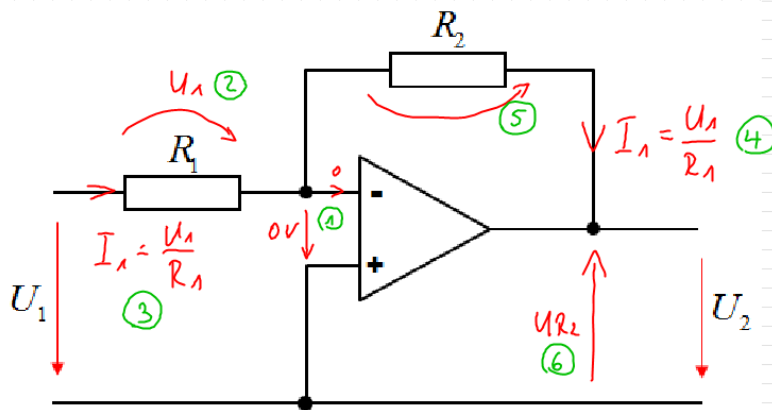 R2
U1 ②
⑤
I1 = U1/R1 ④
R1
0
-
①
0V
+
I1 = U1/R1
③
U1
UR2
⑥
U2